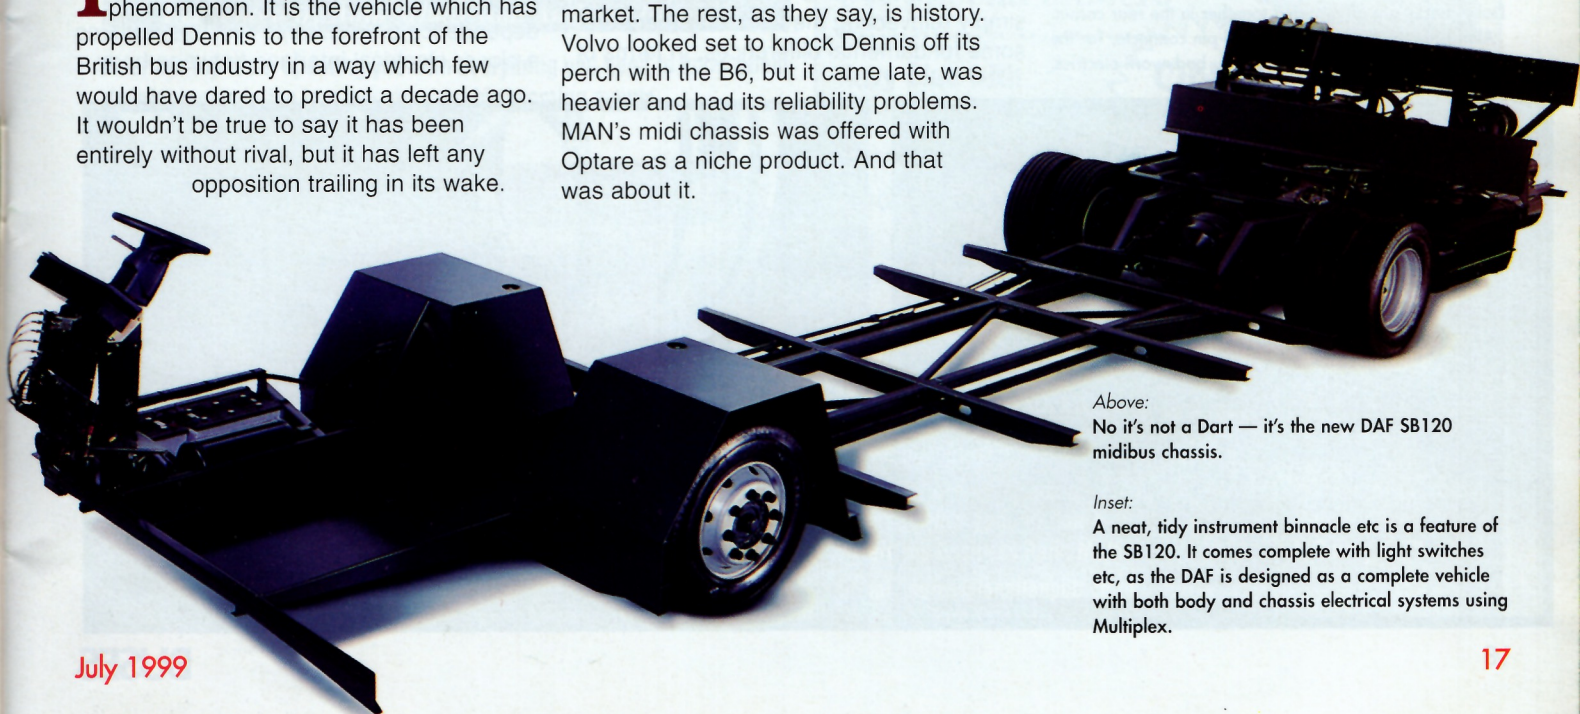 phenomenon. It is the vehicle which has
propelled Dennis to the forefront of the
British bus industry in a way which few
would have dared to predict a decade ago.
It wouldn't be true to say it has been
entirely without rival, but it has left any
opposition trailing in its wake.
market. The rest, as they say, is history.
Volvo looked set to knock Dennis off its
perch with the B6, but it came late, was
heavier and had its reliability problems.
MAN's midi chassis was offered with
Optare as a niche product. And that
was about it.
Above:
No it's not a Dart — it's the new DAF SB120
midibus chassis.
Inset:
A neat, tidy instrument binnacle etc is a feature of
the SB120. It comes complete with light switches
etc, as the DAF is designed as a complete vehicle
with both body and chassis electrical systems using
Multiplex.
July 1999
17